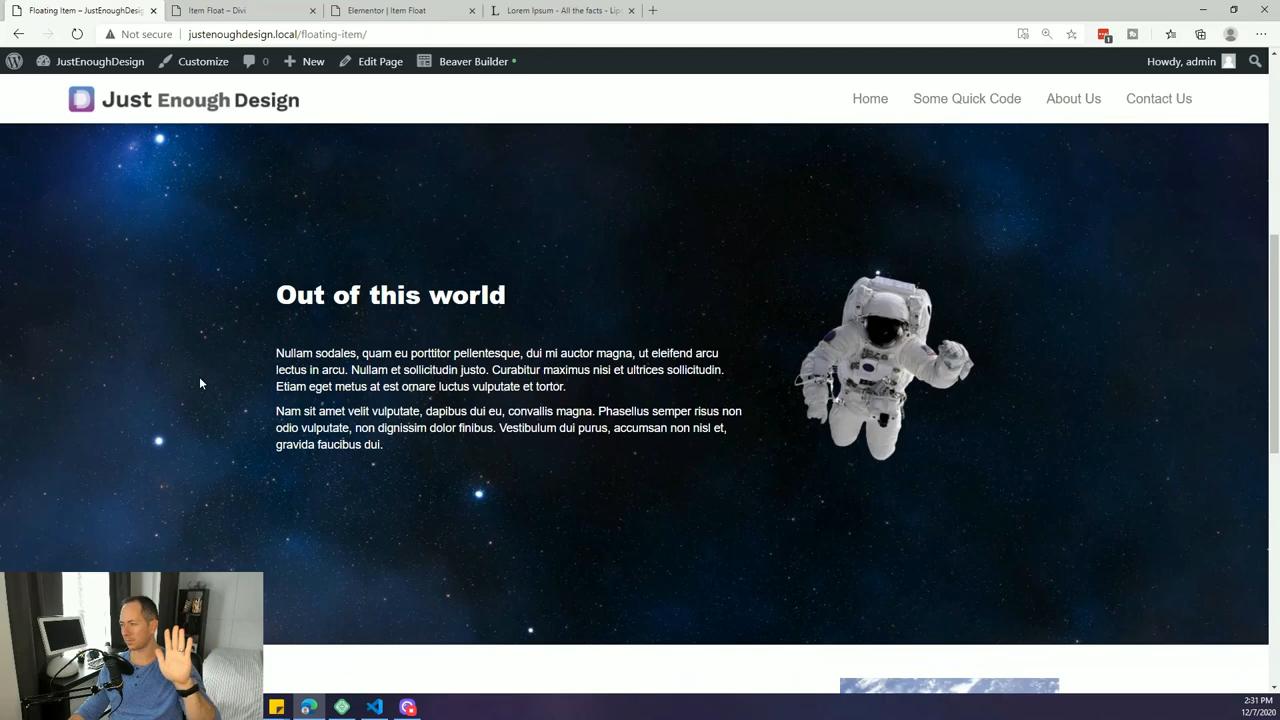 Floating Item – JustEnoughDesig
Item Float – Divi
Elementor | Item Float
Lorem Ipsum - All the facts - Lip
Not secure
justenoughdesign.local/floating-item/
1
JustEnoughDesign
Customize
0
New
Edit Page
Beaver Builder
Howdy, admin
Just Enough Design
Home
Some Quick Code
About Us
Contact Us
Out of this world
Nullam sodales, quam eu porttitor pellentesque, dui mi auctor magna, ut eleifend arcu
lectus in arcu. Nullam et sollicitudin justo. Curabitur maximus nisi et ultrices sollicitudin.
Etiam eget metus at est ornare luctus vulputate et tortor.
Nam sit amet velit vulputate, dapibus dui eu, convallis magna. Phasellus semper risus non
odio vulputate, non dignissim dolor finibus. Vestibulum dui purus, accumsan non nisl et,
gravida faucibus dui.
2:31 PM
12/7/2020